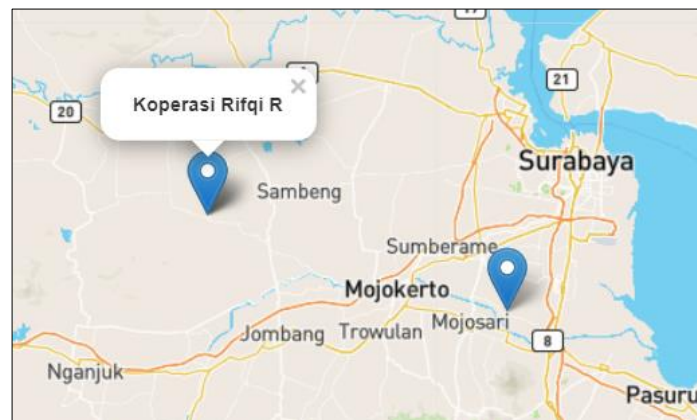 21
Koperasi Rifqi R
×
20
Surabaya
Sambeng
Sumberame
Mojokerto
Jombang
Trowulan
Mojosari
8
Nganjuk
Pasuru